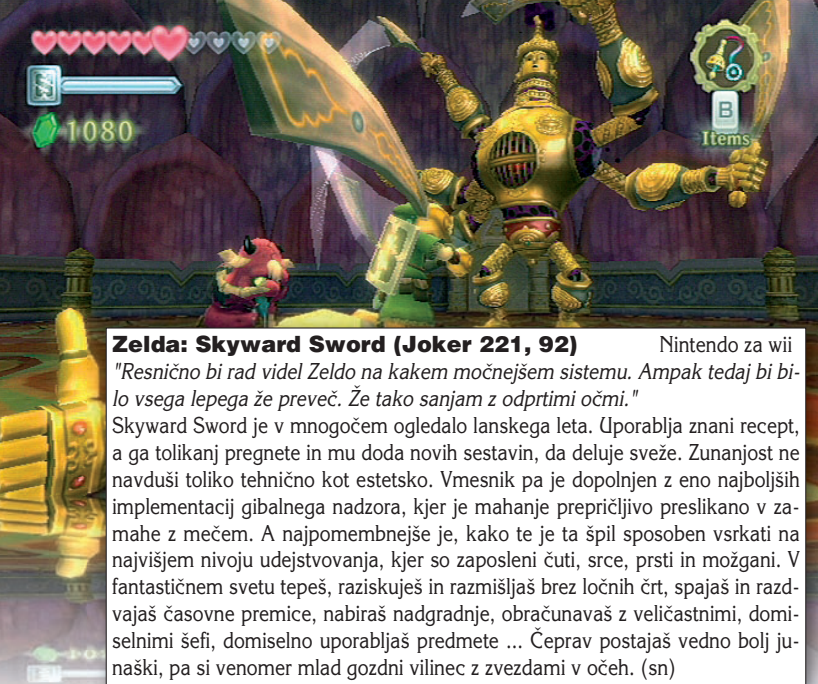 1080
B
Items
Zelda: Skyward Sword (Joker 221, 92) Nintendo za wii
"Resnično bi rad videl Zeldo na kakem močnejšem sistemu. Ampak tedaj bi bi-
lo vsega lepega že preveč. Že tako sanjam z odprtimi očmi."
Skyward Sword je v mnogočem ogledalo lanskega leta. Uporablja znani recept,
a ga tolikanj pregnete in mu doda novih sestavin, da deluje sveže. Zunanjost ne
navduši toliko tehnično kot estetsko. Vmesnik pa je dopolnjen z eno najboljših
implementacij gibalnega nadzora, kjer je mahanje prepričljivo preslikano v za-
mahe z mečem. A najpomembnejše je, kako te je ta špil sposoben vsrkati na
najvišjem nivoju udejstvovanja, kjer so zaposleni čuti, srce, prsti in možgani. V
fantastičnem svetu tepeš, raziskuješ in razmišljaš brez ločnih črt, spajaš in razd-
vajaš časovne premice, nabiraš nadgradnje, obračunavaš z veličastnimi, domi-
selnimi šefi, domiselno uporabljaš predmete ... Čeprav postajaš vedno bolj ju-
naški, pa si venomer mlad gozdni vilinec z zvezdami v očeh. (sn)